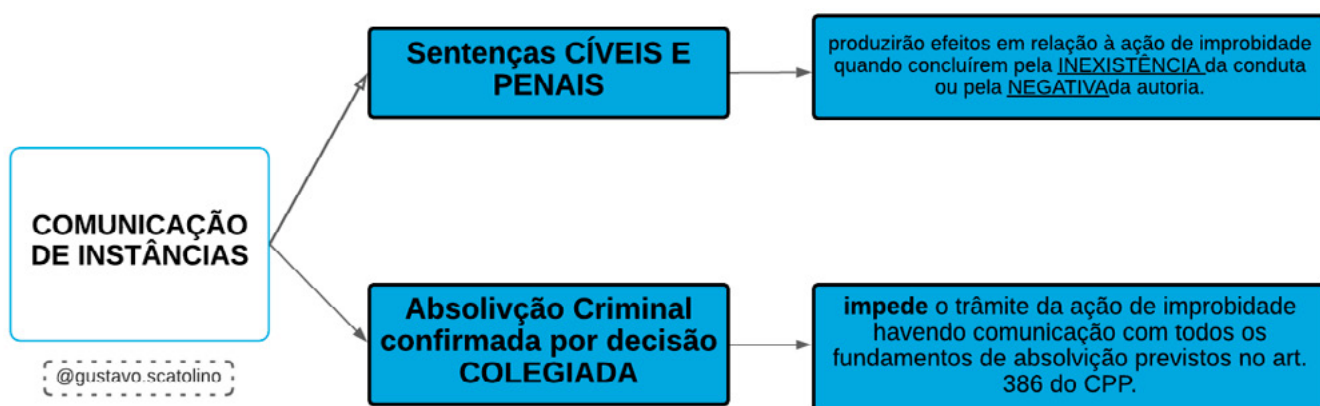 Sentenças CÍVEIS E
PENAIS
produzirão efeitos em relação à ação de improbidade
quando concluírem pela INEXISTÊNCIA da conduta
ou pela NEGATIVAda autoria.
COMUNICAÇÃO
DE INSTÂNCIAS
@gustavo.scatolino
Absolivção Criminal
confirmada por decisão
COLEGIADA
impede o trâmite da ação de improbidade
havendo comunicação com todos os
fundamentos de absolvição previstos no art.
386 do CPP.